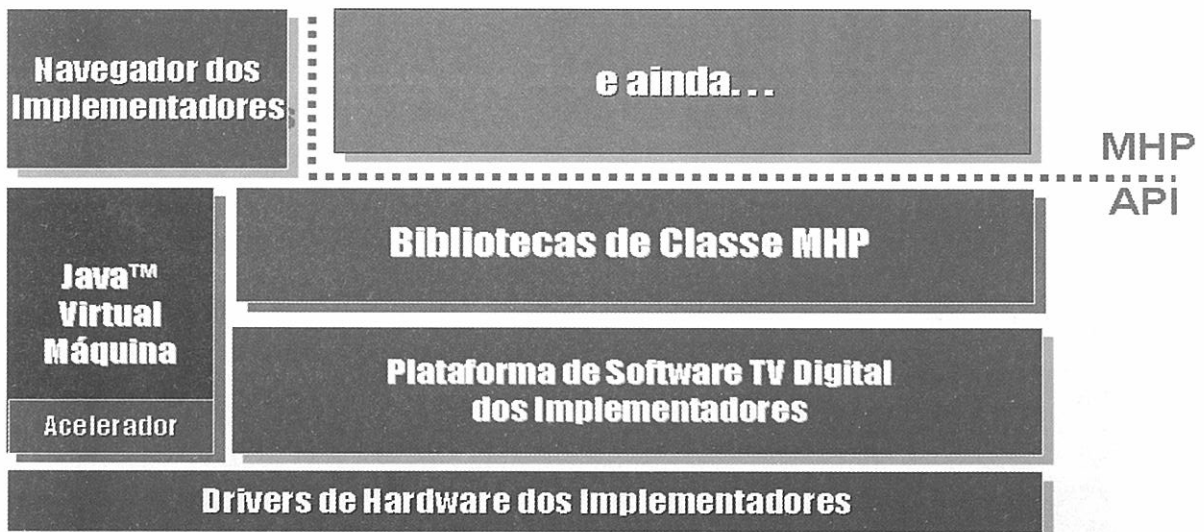 Navegador dos
Implementadores
e ainda...
MHP
API
Bibliotecas de Classe MHP
Java™
Virtual
Máquina
Acelerador
Plataforma de Software TV Digital
dos Implementadores
Drivers de Hardware dos Implementadores